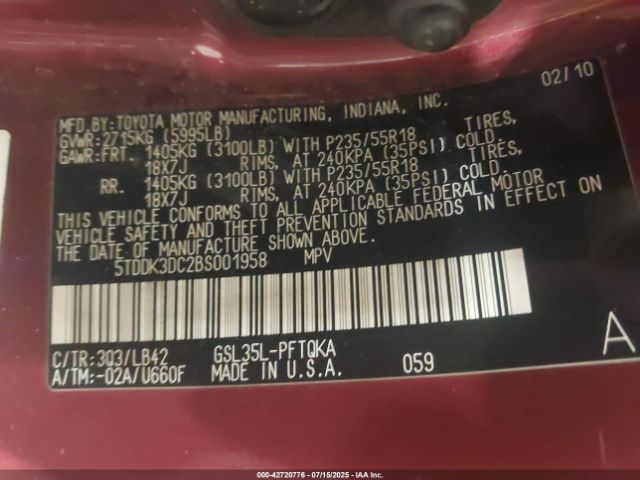 02/10
MFD.BY:TOYOTA MOTOR MANUFACTURING, INDIANA, INC.
GVWR:2715KG (5995LB)
GAWR:FRT. 1405KG (3100LB) WITH P235/55R18 TIRES,
18X7J RIMS, AT 240KPA (35PSI) COLD.
RR. 1405KG (3100LB) WITH P235/55R18 TIRES,
18X7J RIMS, AT 240KPA (35PSI) COLD.
THIS VEHICLE CONFORMS TO ALL APPLICABLE FEDERAL MOTOR
VEHICLE SAFETY AND THEFT PREVENTION STANDARDS IN EFFECT ON
THE DATE OF MANUFACTURE SHOWN ABOVE.
5TDDK3DC2BS001958 MPV
C/TR:3Q3/LB42 GSL35L-PFTQKA A
A/TM:-02A/U660F MADE IN U.S.A. 059
000-42720776 - 07/15/2025 - IAAI.COM